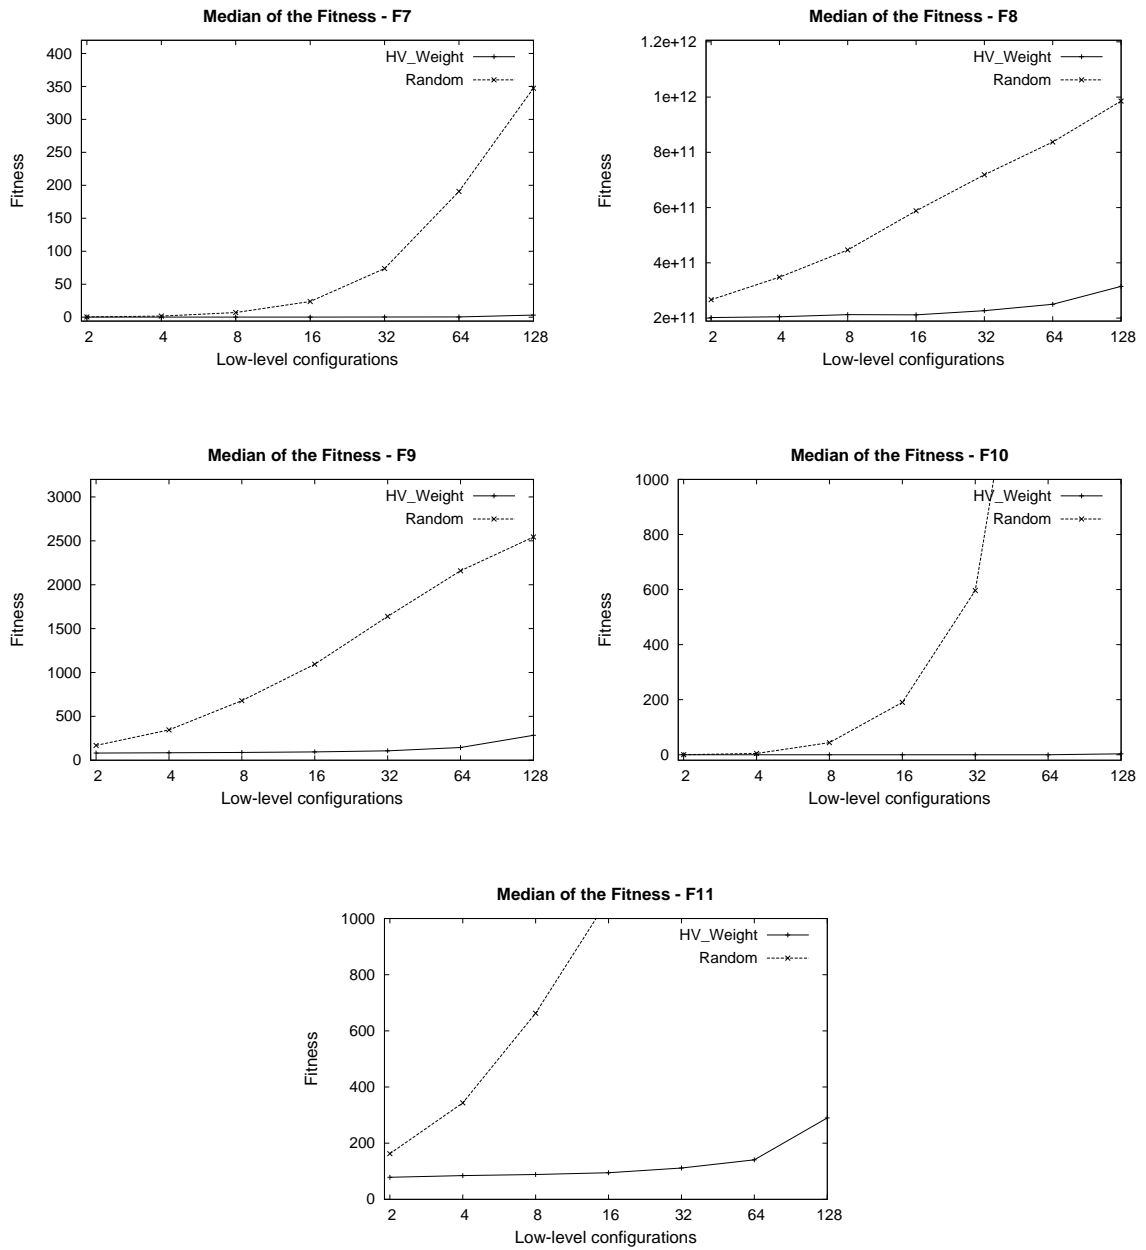 Median of the Fitness - F7
Fitness
400
350
300
250
200
150
100
50
0
HV_Weight
Random
2 4 8 16 32 64 128
Low-level configurations
Median of the Fitness - F8
Fitness
1.2e+12
1e+12
8e+11
6e+11
4e+11
2e+11
HV_Weight
Random
2 4 8 16 32 64 128
Low-level configurations
Median of the Fitness - F9
Fitness
3000
2500
2000
1500
1000
500
0
HV_Weight
Random
2 4 8 16 32 64 128
Low-level configurations
Median of the Fitness - F10
Fitness
1000
800
600
400
200
0
HV_Weight
Random
2 4 8 16 32 64 128
Low-level configurations
Median of the Fitness - F11
Fitness
1000
800
600
400
200
0
HV_Weight
Random
2 4 8 16 32 64 128
Low-level configurations